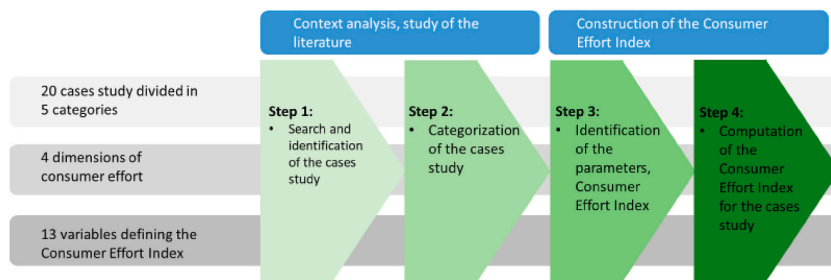 Context analysis, study of the
literature
Construction of the Consumer
Effort Index
20 cases study divided in
5 categories
4 dimensions of
consumer effort
13 variables defining the
Consumer Effort Index
Step 1:
• Search and
identification
of the cases
study
Step 2:
• Categorization
of the cases
study
Step 3:
• Identification
of the
parameters,
Consumer
Effort Index
Step 4:
• Computation
of the
Consumer
Effort Index
for the cases
study